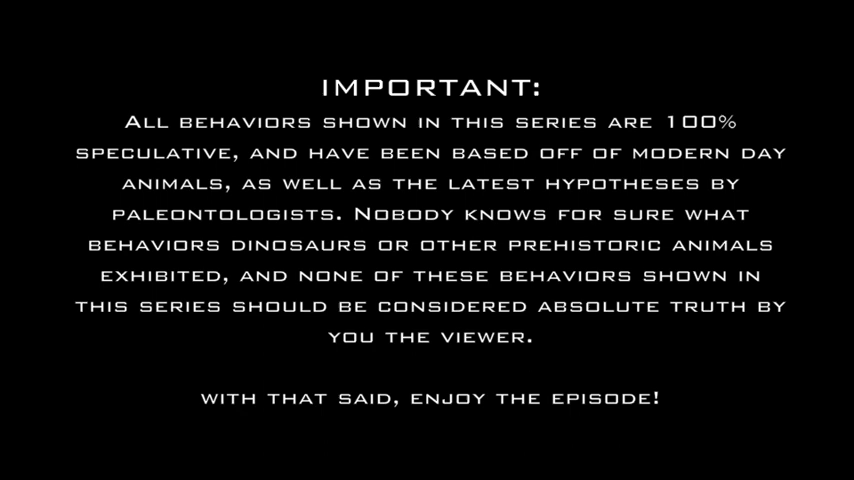 IMPORTANT:
ALL BEHAVIORS SHOWN IN THIS SERIES ARE 100%
SPECULATIVE, AND HAVE BEEN BASED OFF OF MODERN DAY
ANIMALS, AS WELL AS THE LATEST HYPOTHESES BY
PALEONTOLOGISTS. NOBODY KNOWS FOR SURE WHAT
BEHAVIORS DINOSAURS OR OTHER PREHISTORIC ANIMALS
EXHIBITED, AND NONE OF THESE BEHAVIORS SHOWN IN
THIS SERIES SHOULD BE CONSIDERED ABSOLUTE TRUTH BY
YOU THE VIEWER.
WITH THAT SAID, ENJOY THE EPISODE!